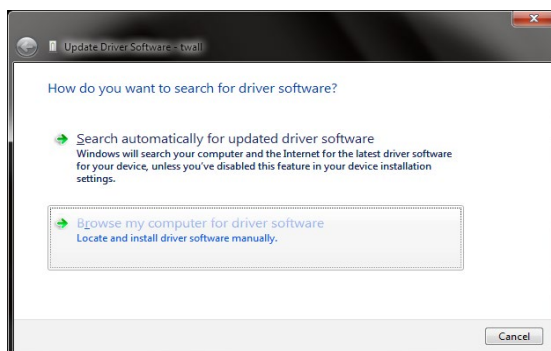 Update Driver Software - twall
How do you want to search for driver software?
Search automatically for updated driver software
Windows will search your computer and the Internet for the latest driver software
for your device, unless you've disabled this feature in your device installation
settings.
Browse my computer for driver software
Locate and install driver software manually.
Cancel